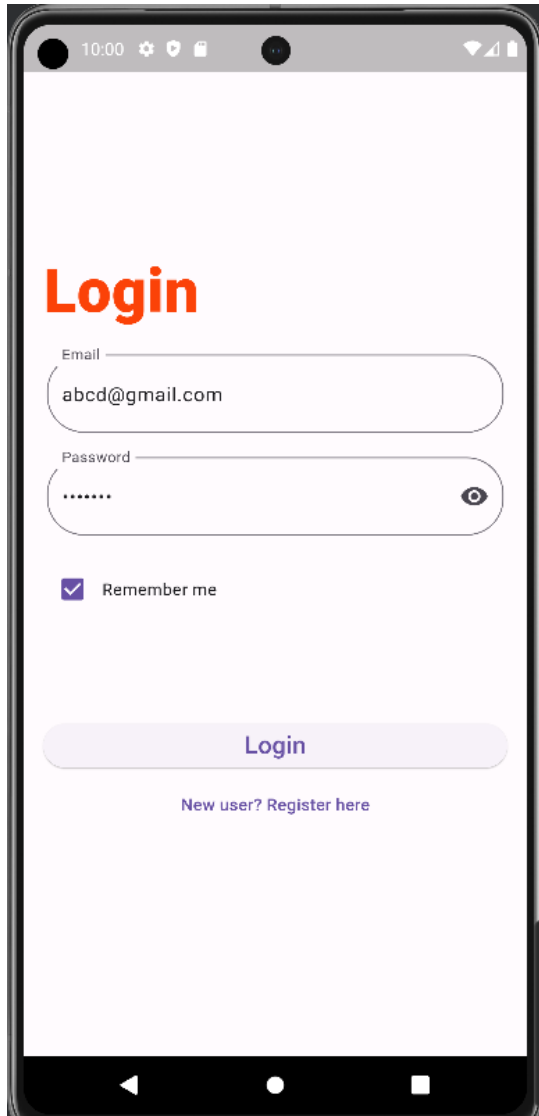 10:00
Login
Email
abcd@gmail.com
Password
•••••••
Remember me
Login
New user? Register here